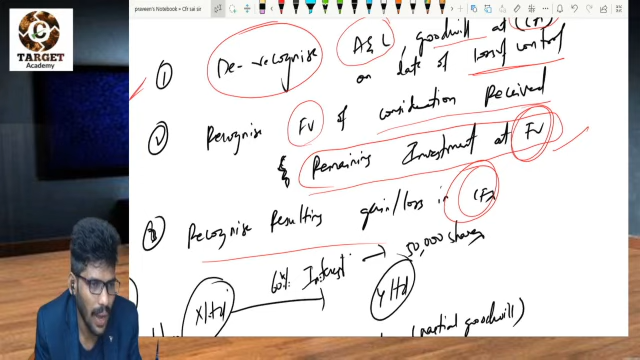 praveen's Notebook » Ch sai sir
C
TARGET
Academy
① De-recognise A&L, goodwill at
on date of loss of control
② Recognise FV of consideration Received
& Remaining Investment at FV
③ Recognise Resulting gain/loss in
X Ltd 60% Interest → 50,000 shares
Y Ltd
(partial goodwill)